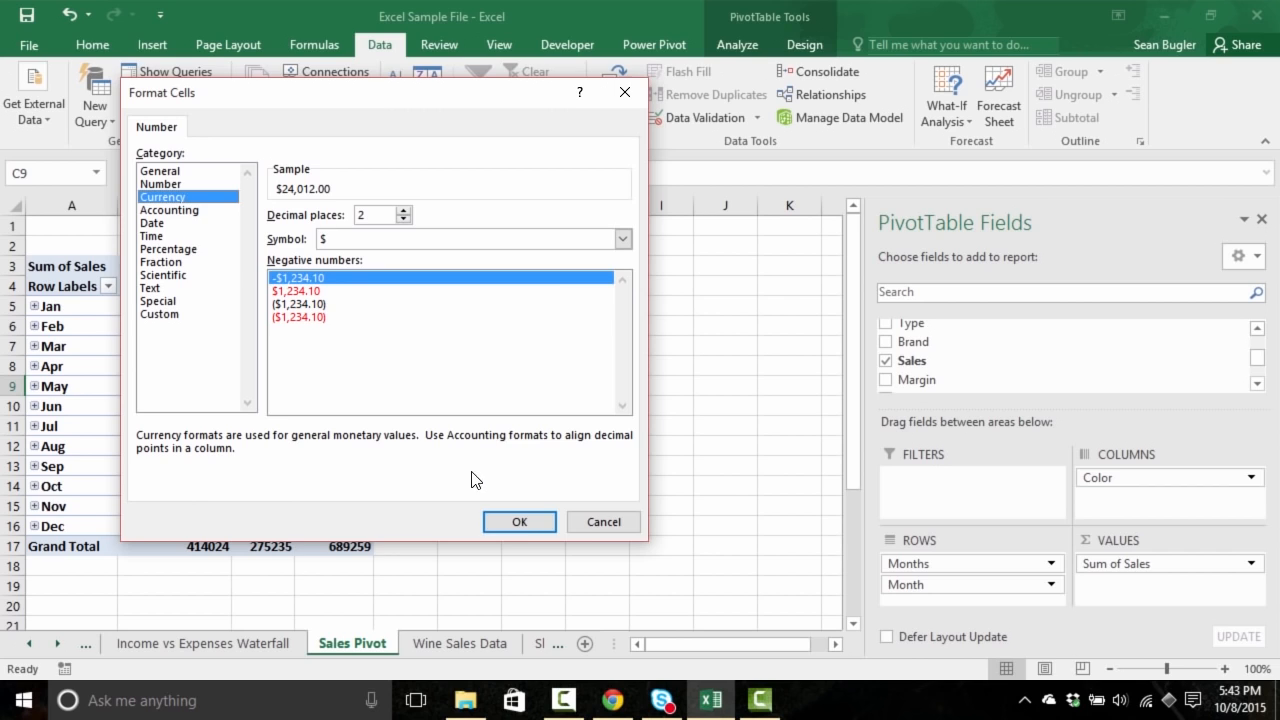 Excel Sample File - Excel
PivotTable Tools
File Home Insert Page Layout Formulas Data Review View Developer Power Pivot Analyze Design Tell me what you want to do... Sean Bugler Share
Get External
Data
New
Query
Show Queries
Connections
Clear
Flash Fill
Remove Duplicates
Data Validation
Consolidate
Relationships
Manage Data Model
Data Tools
What-If
Analysis
Forecast
Sheet
Forecast
Group
Ungroup
Subtotal
Outline
C9
Format Cells
?
Number
Category:
General
Number
Currency
Accounting
Date
Time
Percentage
Fraction
Scientific
Text
Special
Custom
Sample
$24,012.00
Decimal places: 2
Symbol: $
Negative numbers:
-$1,234.10
$1,234.10
($1,234.10)
($1,234.10)
Currency formats are used for general monetary values. Use Accounting formats to align decimal
points in a column.
OK Cancel
A I J K
1
2
3 Sum of Sales
4 Row Labels
5 Jan
6 Feb
7 Mar
8 Apr
9 May
10 Jun
11 Jul
12 Aug
13 Sep
14 Oct
15 Nov
16 Dec
17 Grand Total 414024 275235 689259
18
19
20
21
PivotTable Fields
Choose fields to add to report:
Search
Type
Brand
Sales
Margin
Drag fields between areas below:
FILTERS
COLUMNS
Color
ROWS
Months
Month
Σ VALUES
Sum of Sales
Defer Layout Update UPDATE
... Income vs Expenses Waterfall Sales Pivot Wine Sales Data Sl ...
Ready 100%
Ask me anything
5:43 PM
10/8/2015